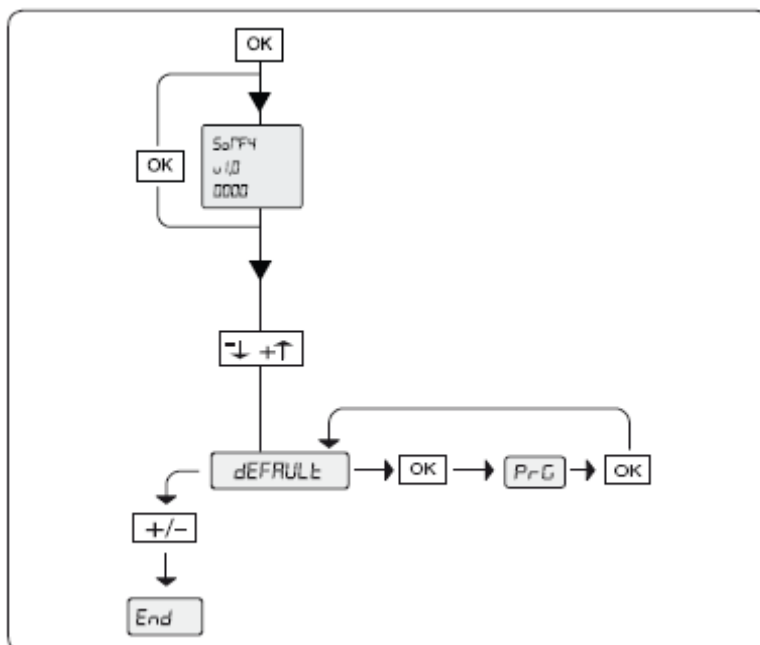 OK
SoMFY
v1,0
0000
OK
-↓ +↑
dEFAULt
OK
PrG
OK
+/-
End